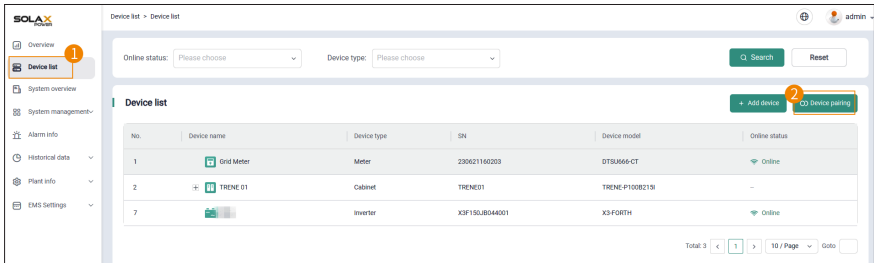 SOLAX
POWER
Device list > Device list
admin
Overview
1
Device list
System overview
System management
Alarm info
Historical data
Plant info
EMS Settings
Online status: Please choose
Device type: Please choose
Search
Reset
Device list
+ Add device
2
Device pairing
No. Device name Device type SN Device model Online status
1 Grid Meter Meter 230621160203 DTSU666-CT Online
2 TRENE 01 Cabinet TRENE01 TRENE-P100B215I –
7 Inverter X3F150JB044001 X3-FORTH Online
Total: 3 < 1 > 10 / Page Goto